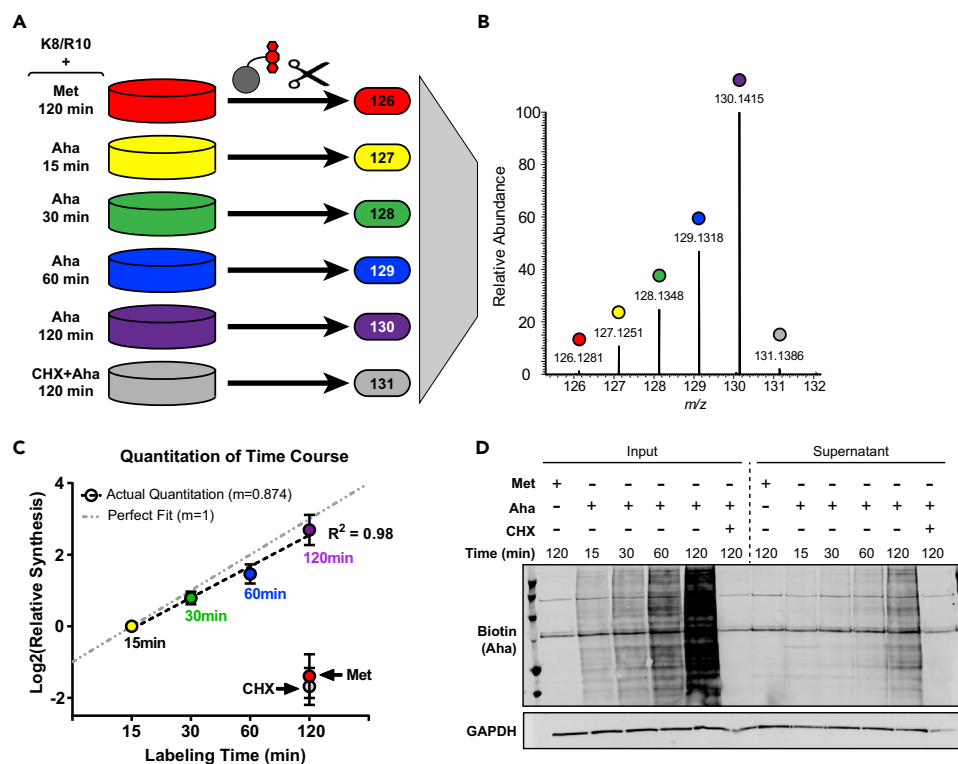 A
K8/R10
+
Met
120 min
126
Aha
15 min
127
Aha
30 min
128
Aha
60 min
129
Aha
120 min
130
CHX+Aha
120 min
131
B
Relative Abundance
100
80
60
40
20
0
130.1415
129.1318
128.1348
127.1251
126.1281
131.1386
126 127 128 129 130 131 132
m/z
C
Quantitation of Time Course
Actual Quantitation (m=0.874)
Perfect Fit (m=1)
R² = 0.98
Log2(Relative Synthesis)
4
2
0
-2
120min
60min
30min
15min
Met
CHX
15 30 60 120
Labeling Time (min)
D
Input Supernatant
Met + - - - - - + - - - - -
Aha - + + + + + - + + + + +
CHX - - - - - + - - - - - +
Time (min) 120 15 30 60 120 120 120 15 30 60 120 120
Biotin
(Aha)
GAPDH